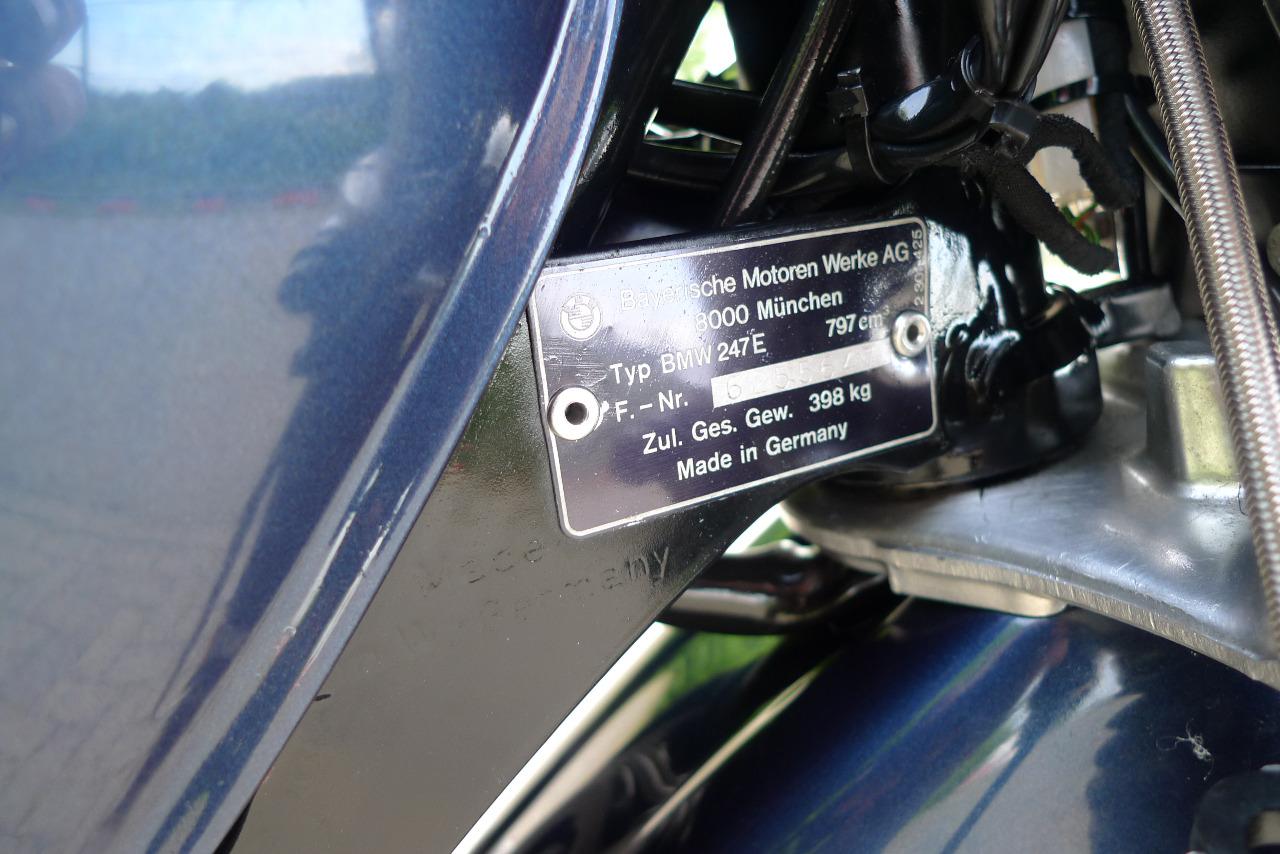 Bayerische Motoren Werke AG
8000 München
Typ BMW 247E 797 cm³
F.-Nr.
Zul. Ges. Gew. 398 kg
Made in Germany